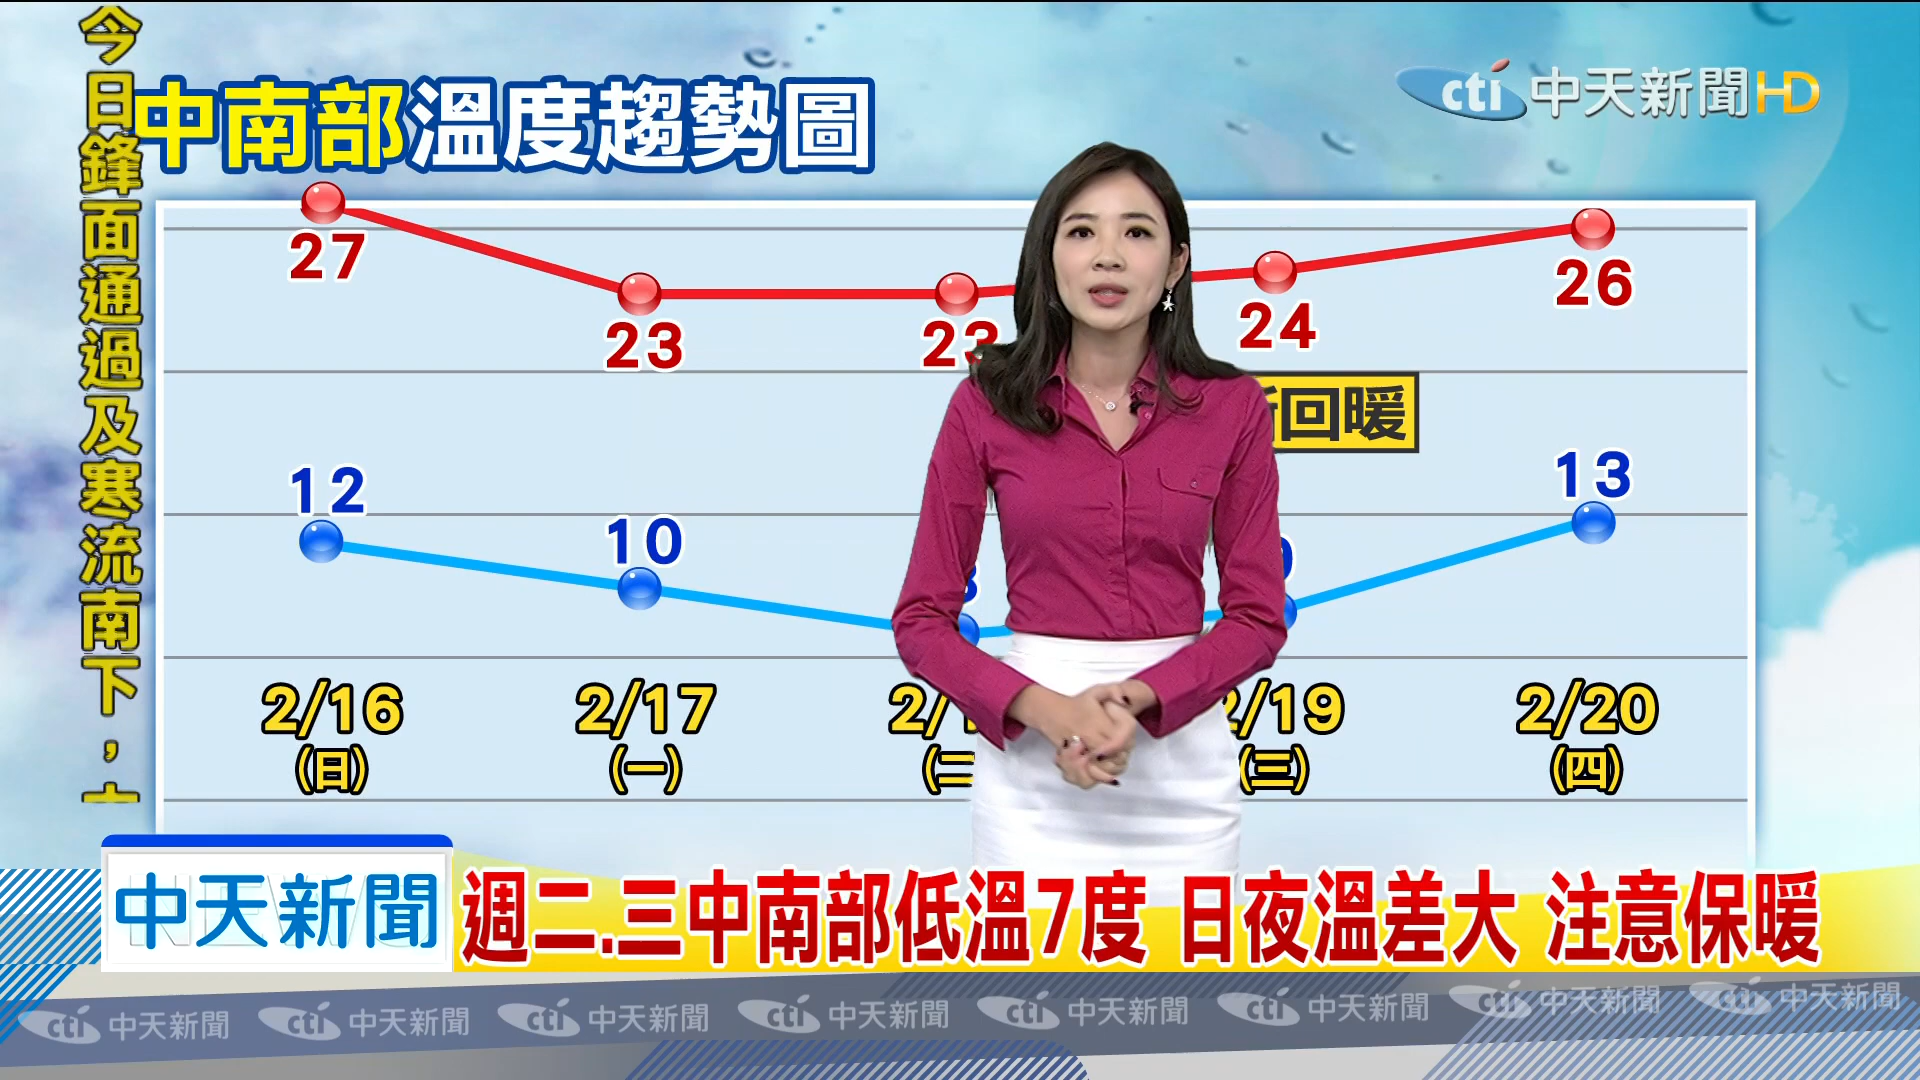 今日鋒面通過及寒流南下，
中南部溫度趨勢圖
cti 中天新聞HD
27
23
23
24
26
回暖
12
10
13
2/16
2/17
2/19
2/20
(日)
(一)
(二
(三)
(四)
中天新聞
週二.三中南部低溫7度 日夜溫差大 注意保暖
cti 中天新聞 cti 中天新聞 cti 中天新聞 cti 中天新聞 cti 中天新聞 cti 中天新聞 cti 中天新聞 cti 中天新聞